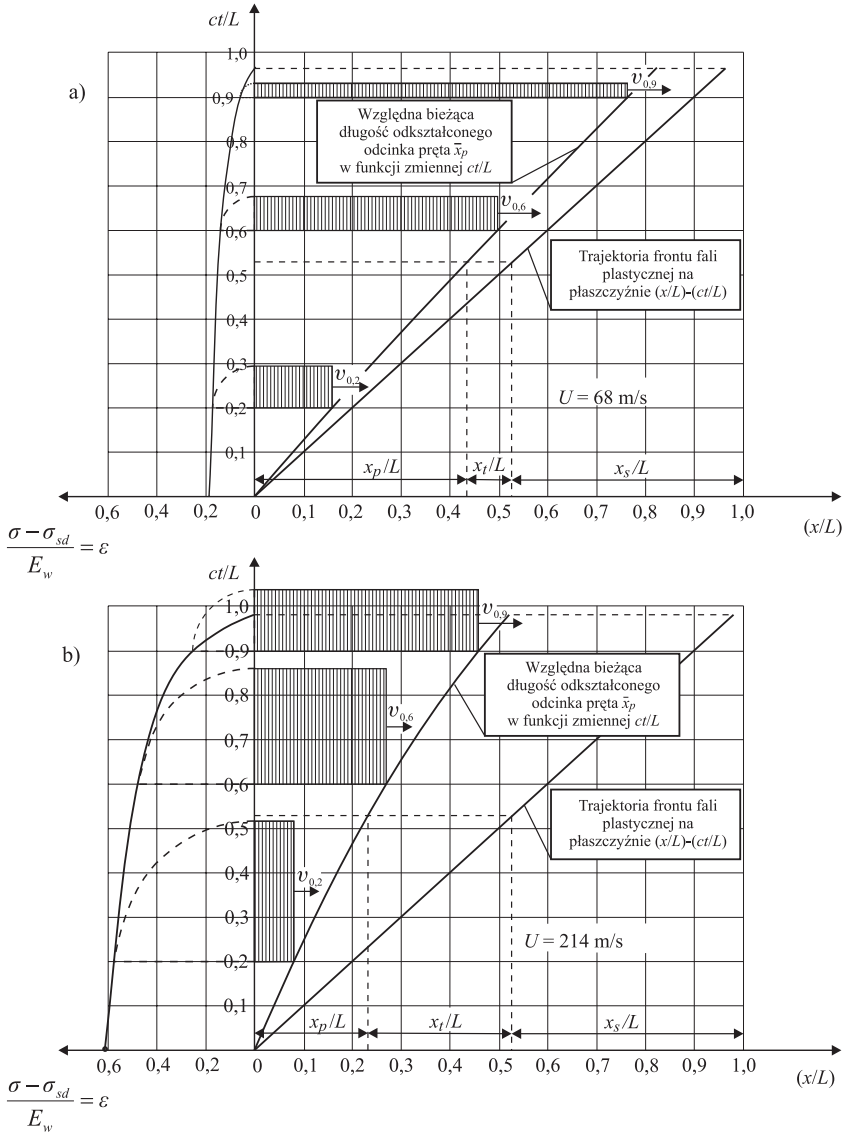 ct/L
1,0
a)
υ0,9
0,9
Względna bieżąca
długość odkształconego
odcinka pręta x̄p
w funkcji zmiennej ct/L
0,8
0,7
υ0,6
0,6
Trajektoria frontu fali
plastycznej na
płaszczyźnie (x/L)-(ct/L)
0,5
0,4
0,3
υ0,2
U = 68 m/s
0,2
0,1
xp/L
xt/L
xs/L
0,6 0,4 0,2 0 0,1 0,2 0,3 0,4 0,5 0,6 0,7 0,8 0,9 1,0
(x/L)
σ − σsd
Ew
= ε
ct/L
1,0
υ0,9
b)
0,9
Względna bieżąca
długość odkształconego
odcinka pręta x̄p
w funkcji zmiennej ct/L
0,8
υ0,6
0,7
0,6
Trajektoria frontu fali
plastycznej na
płaszczyźnie (x/L)-(ct/L)
0,5
0,4
υ0,2
0,3
U = 214 m/s
0,2
0,1
xp/L
xt/L
xs/L
0,6 0,4 0,2 0 0,1 0,2 0,3 0,4 0,5 0,6 0,7 0,8 0,9 1,0
(x/L)
σ − σsd
Ew
= ε